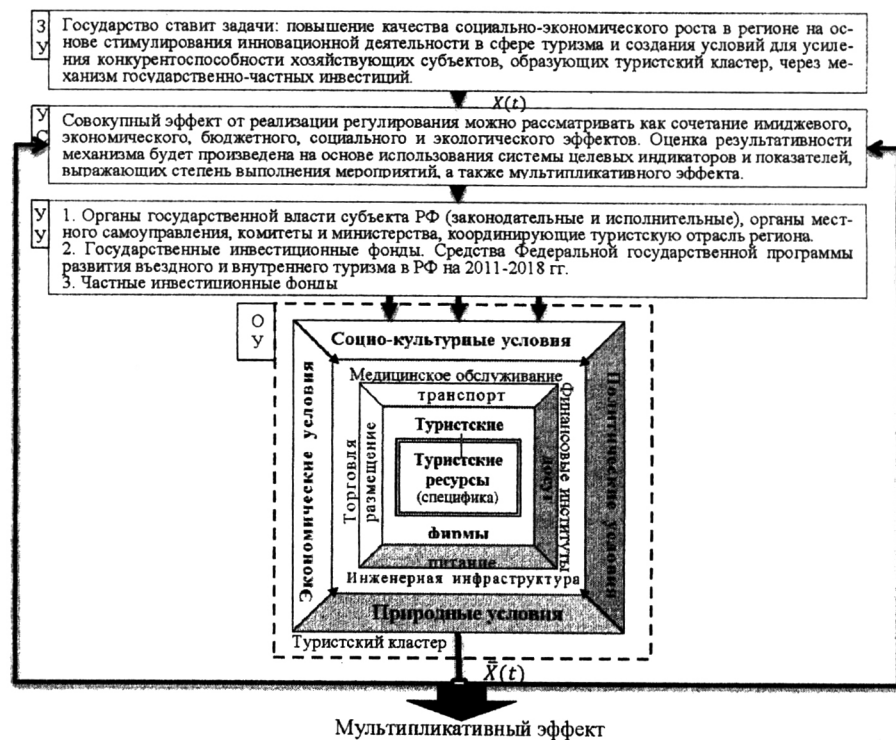 З
У
Государство ставит задачи: повышение качества социально-экономического роста в регионе на ос-
нове стимулирования инновационной деятельности в сфере туризма и создания условий для усиле-
ния конкурентоспособности хозяйствующих субъектов, образующих туристский кластер, через ме-
ханизм государственно-частных инвестиций.
X(t)
У
С
Совокупный эффект от реализации регулирования можно рассматривать как сочетание имиджевого,
экономического, бюджетного, социального и экологического эффектов. Оценка результативности
механизма будет произведена на основе использования системы целевых индикаторов и показателей,
выражающих степень выполнения мероприятий, а также мультипликативного эффекта.
У
У
1. Органы государственной власти субъекта РФ (законодательные и исполнительные), органы мест-
ного самоуправления, комитеты и министерства, координирующие туристскую отрасль региона.
2. Государственные инвестиционные фонды. Средства Федеральной государственной программы
развития въездного и внутреннего туризма в РФ на 2011-2018 гг.
3. Частные инвестиционные фонды
О
У
Социо-культурные условия
Экономические условия
Политические условия
Медицинское обслуживание
транспорт
Торговля
размещение
Туристские
Туристские
ресурсы
(специфика)
фирмы
досуг
Финансовые институты
питание
Инженерная инфраструктура
Природные условия
Туристский кластер
X̄(t)
Мультипликативный эффект